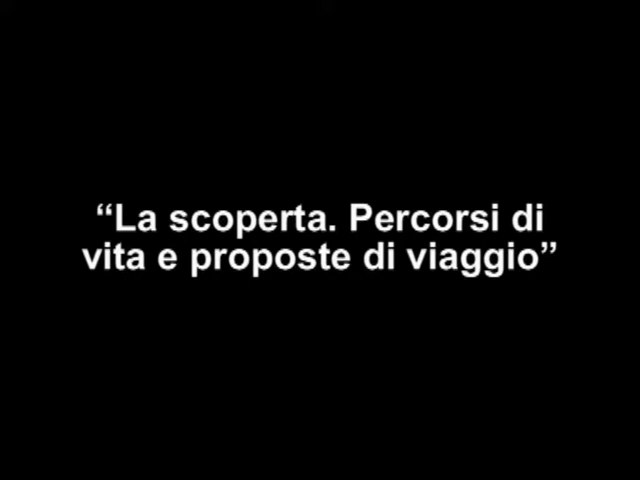 “La scoperta. Percorsi di
vita e proposte di viaggio”